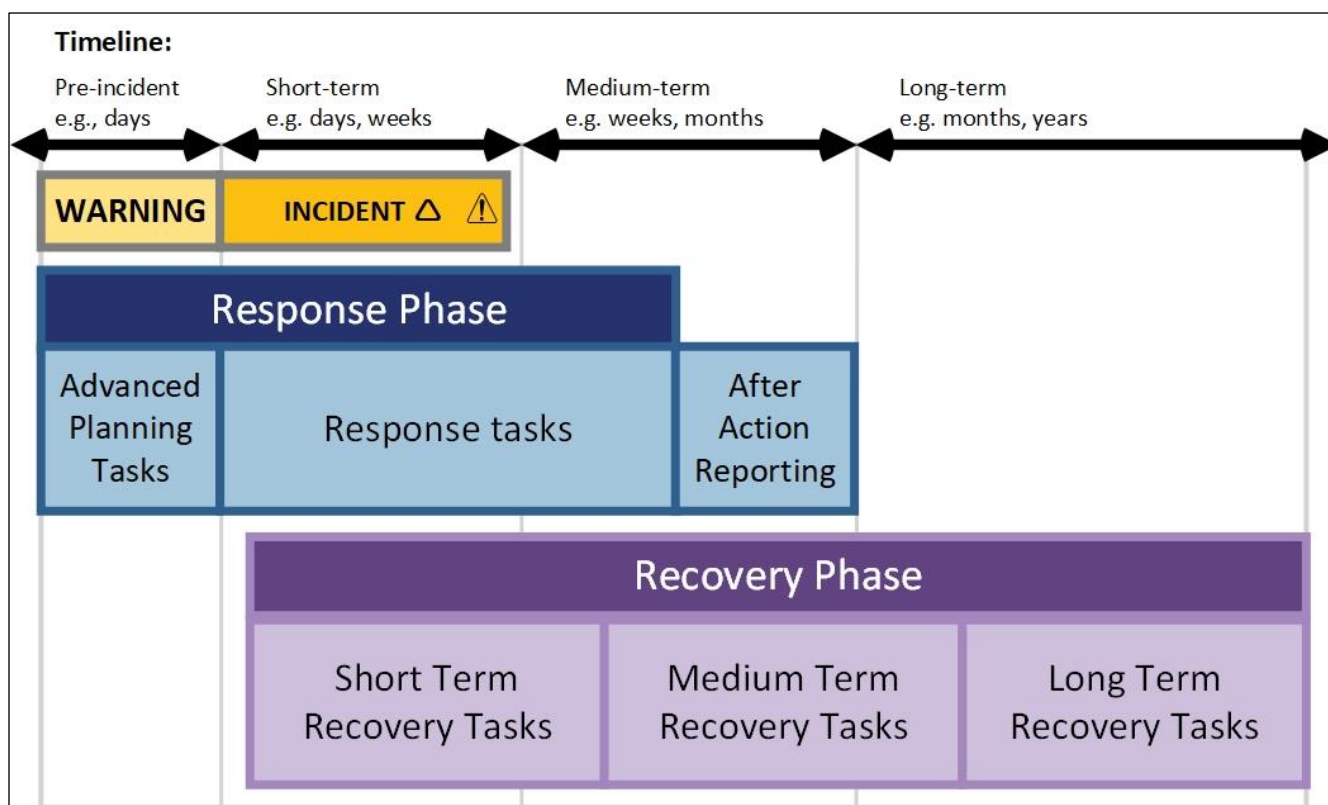 Timeline:
Pre-incident
e.g., days
Short-term
e.g. days, weeks
Medium-term
e.g. weeks, months
Long-term
e.g. months, years
WARNING
INCIDENT
Response Phase
Advanced
Planning
Tasks
Response tasks
After
Action
Reporting
Recovery Phase
Short Term
Recovery Tasks
Medium Term
Recovery Tasks
Long Term
Recovery Tasks